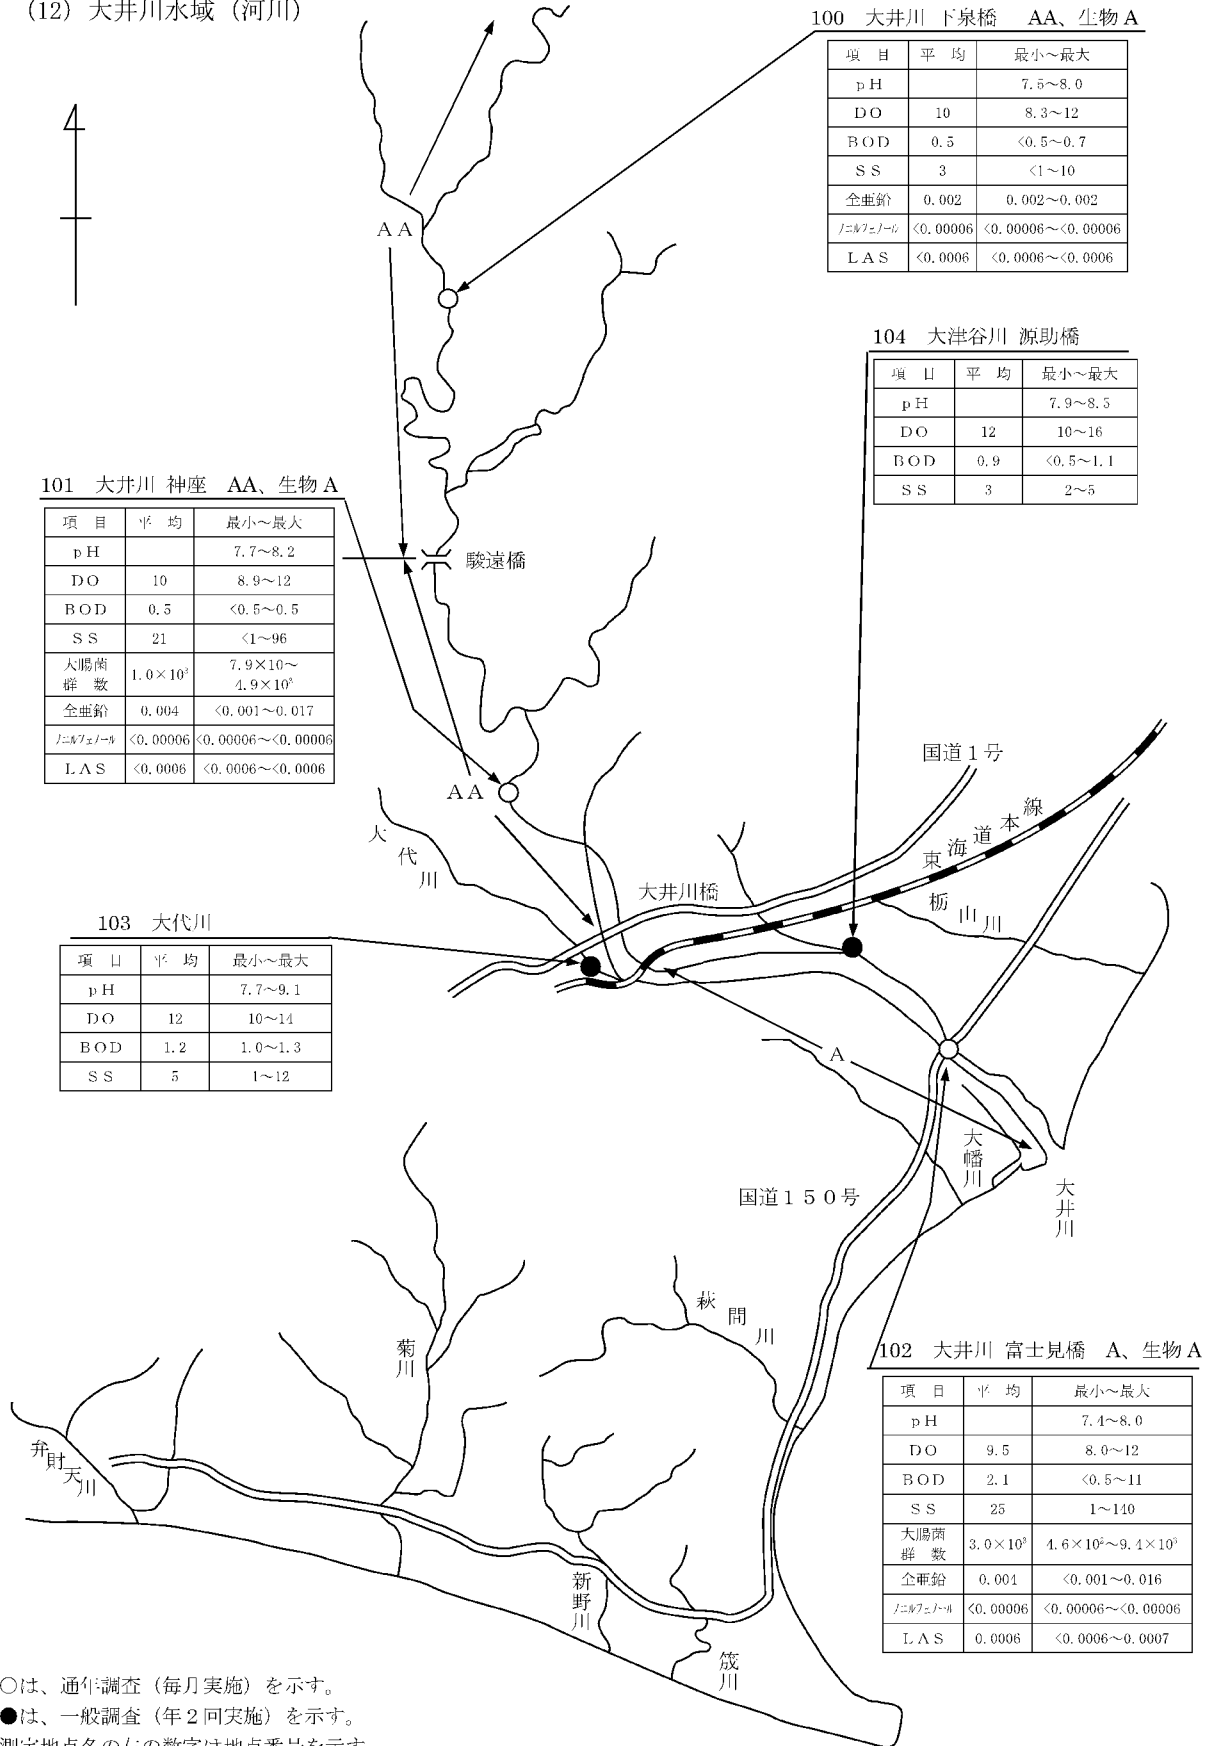 (12) 大井川水域（河川）
100 大井川 下泉橋 AA、生物A
項 目 平 均 最小～最大
pH 7.5～8.0
DO 10 8.3～12
BOD 0.5 <0.5～0.7
SS 3 <1～10
全亜鉛 0.002 0.002～0.002
ノニルフェノール <0.00006 <0.00006～<0.00006
LAS <0.0006 <0.0006～<0.0006
AA
104 大津谷川 源助橋
項 目 平 均 最小～最大
pH 7.9～8.5
DO 12 10～16
BOD 0.9 <0.5～1.1
SS 3 2～5
101 大井川 神座 AA、生物A
項 目 平 均 最小～最大
pH 7.7～8.2
DO 10 8.9～12
BOD 0.5 <0.5～0.5
SS 21 <1～96
大腸菌
群 数 1.0×10³ 7.9×10～
4.9×10³
全亜鉛 0.004 <0.001～0.017
ノニルフェノール <0.00006 <0.00006～<0.00006
LAS <0.0006 <0.0006～<0.0006
駿遠橋
国道1号
AA
東海道本線
大代川
大井川橋
栃山川
103 大代川
項 目 平 均 最小～最大
pH 7.7～9.1
DO 12 10～14
BOD 1.2 1.0～1.3
SS 5 1～12
A
大幡川
大井川
国道150号
萩間川
菊川
弁財天川
新野川
筬川
102 大井川 富士見橋 A、生物A
項 目 平 均 最小～最大
pH 7.4～8.0
DO 9.5 8.0～12
BOD 2.1 <0.5～11
SS 25 1～140
大腸菌
群 数 3.0×10³ 4.6×10²～9.4×10³
全亜鉛 0.004 <0.001～0.016
ノニルフェノール <0.00006 <0.00006～<0.00006
LAS 0.0006 <0.0006～0.0007
○は、通年調査（毎月実施）を示す。
●は、一般調査（年2回実施）を示す。